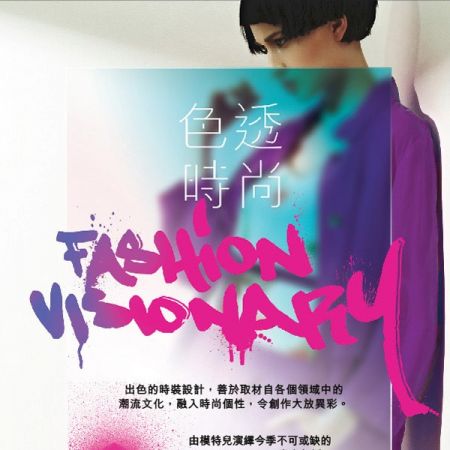 色透
時尚
FASHION
VISIONARY
出色的時裝設計，善於取材自各個領域中的
潮流文化，融入時尚個性，令創作大放異彩。
由模特兒演繹今季不可或缺的